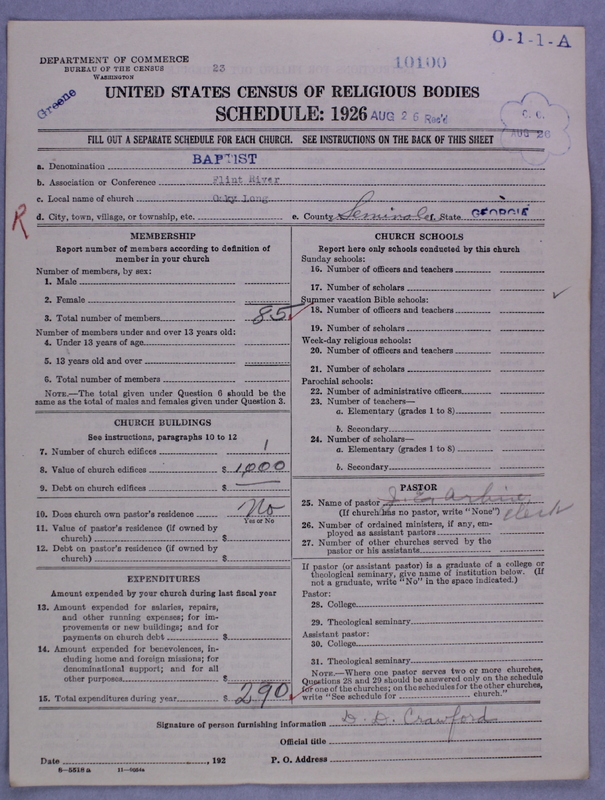 O-1-1-A
DEPARTMENT OF COMMERCE
BUREAU OF THE CENSUS
WASHINGTON
23
10100
Greene
UNITED STATES CENSUS OF RELIGIOUS BODIES
SCHEDULE: 1926 AUG 26 Rec'd
C. C.
AUG 26
FILL OUT A SEPARATE SCHEDULE FOR EACH CHURCH. SEE INSTRUCTIONS ON THE BACK OF THIS SHEET
a. Denomination BAPTIST
b. Association or Conference Flint River
c. Local name of church Long
R
d. City, town, village, or township, etc. e. County Seminole State GEORGIA
MEMBERSHIP
Report number of members according to definition of
member in your church
Number of members, by sex:
1. Male
2. Female
3. Total number of members 85
Number of members under and over 13 years old:
4. Under 13 years of age
5. 13 years old and over
6. Total number of members
NOTE.—The total given under Question 6 should be the
same as the total of males and females given under Question 3.
CHURCH BUILDINGS
See instructions, paragraphs 10 to 12
7. Number of church edifices 1
8. Value of church edifices $ 1,000
9. Debt on church edifices $
10. Does church own pastor's residence No
Yes or No
11. Value of pastor's residence (if owned by
church) $
12. Debt on pastor's residence (if owned by
church) $
EXPENDITURES
Amount expended by your church during last fiscal year
13. Amount expended for salaries, repairs,
and other running expenses; for im-
provements or new buildings; and for
payments on church debt $
14. Amount expended for benevolences, in-
cluding home and foreign missions; for
denominational support; and for all
other purposes $
15. Total expenditures during year $ 290
CHURCH SCHOOLS
Report here only schools conducted by this church
Sunday schools:
16. Number of officers and teachers
17. Number of scholars
Summer vacation Bible schools:
18. Number of officers and teachers
19. Number of scholars
Week-day religious schools:
20. Number of officers and teachers
21. Number of scholars
Parochial schools:
22. Number of administrative officers
23. Number of teachers—
a. Elementary (grades 1 to 8)
b. Secondary
24. Number of scholars—
a. Elementary (grades 1 to 8)
b. Secondary
PASTOR
25. Name of pastor J. E.
(If church has no pastor, write "None") clerk
26. Number of ordained ministers, if any, em-
ployed as assistant pastors
27. Number of other churches served by the
pastor or his assistants
If pastor (or assistant pastor) is a graduate of a college or
theological seminary, give name of institution below. (If
not a graduate, write "No" in the space indicated.)
Pastor:
28. College
29. Theological seminary
Assistant pastor:
30. College
31. Theological seminary
NOTE.—Where one pastor serves two or more churches,
Questions 28 and 29 should be answered only on the schedule
for one of the churches; on the schedules for the other churches,
write "See schedule for church."
Signature of person furnishing information D. D. Crawford
Official title
Date , 192 P. O. Address
8-5518a